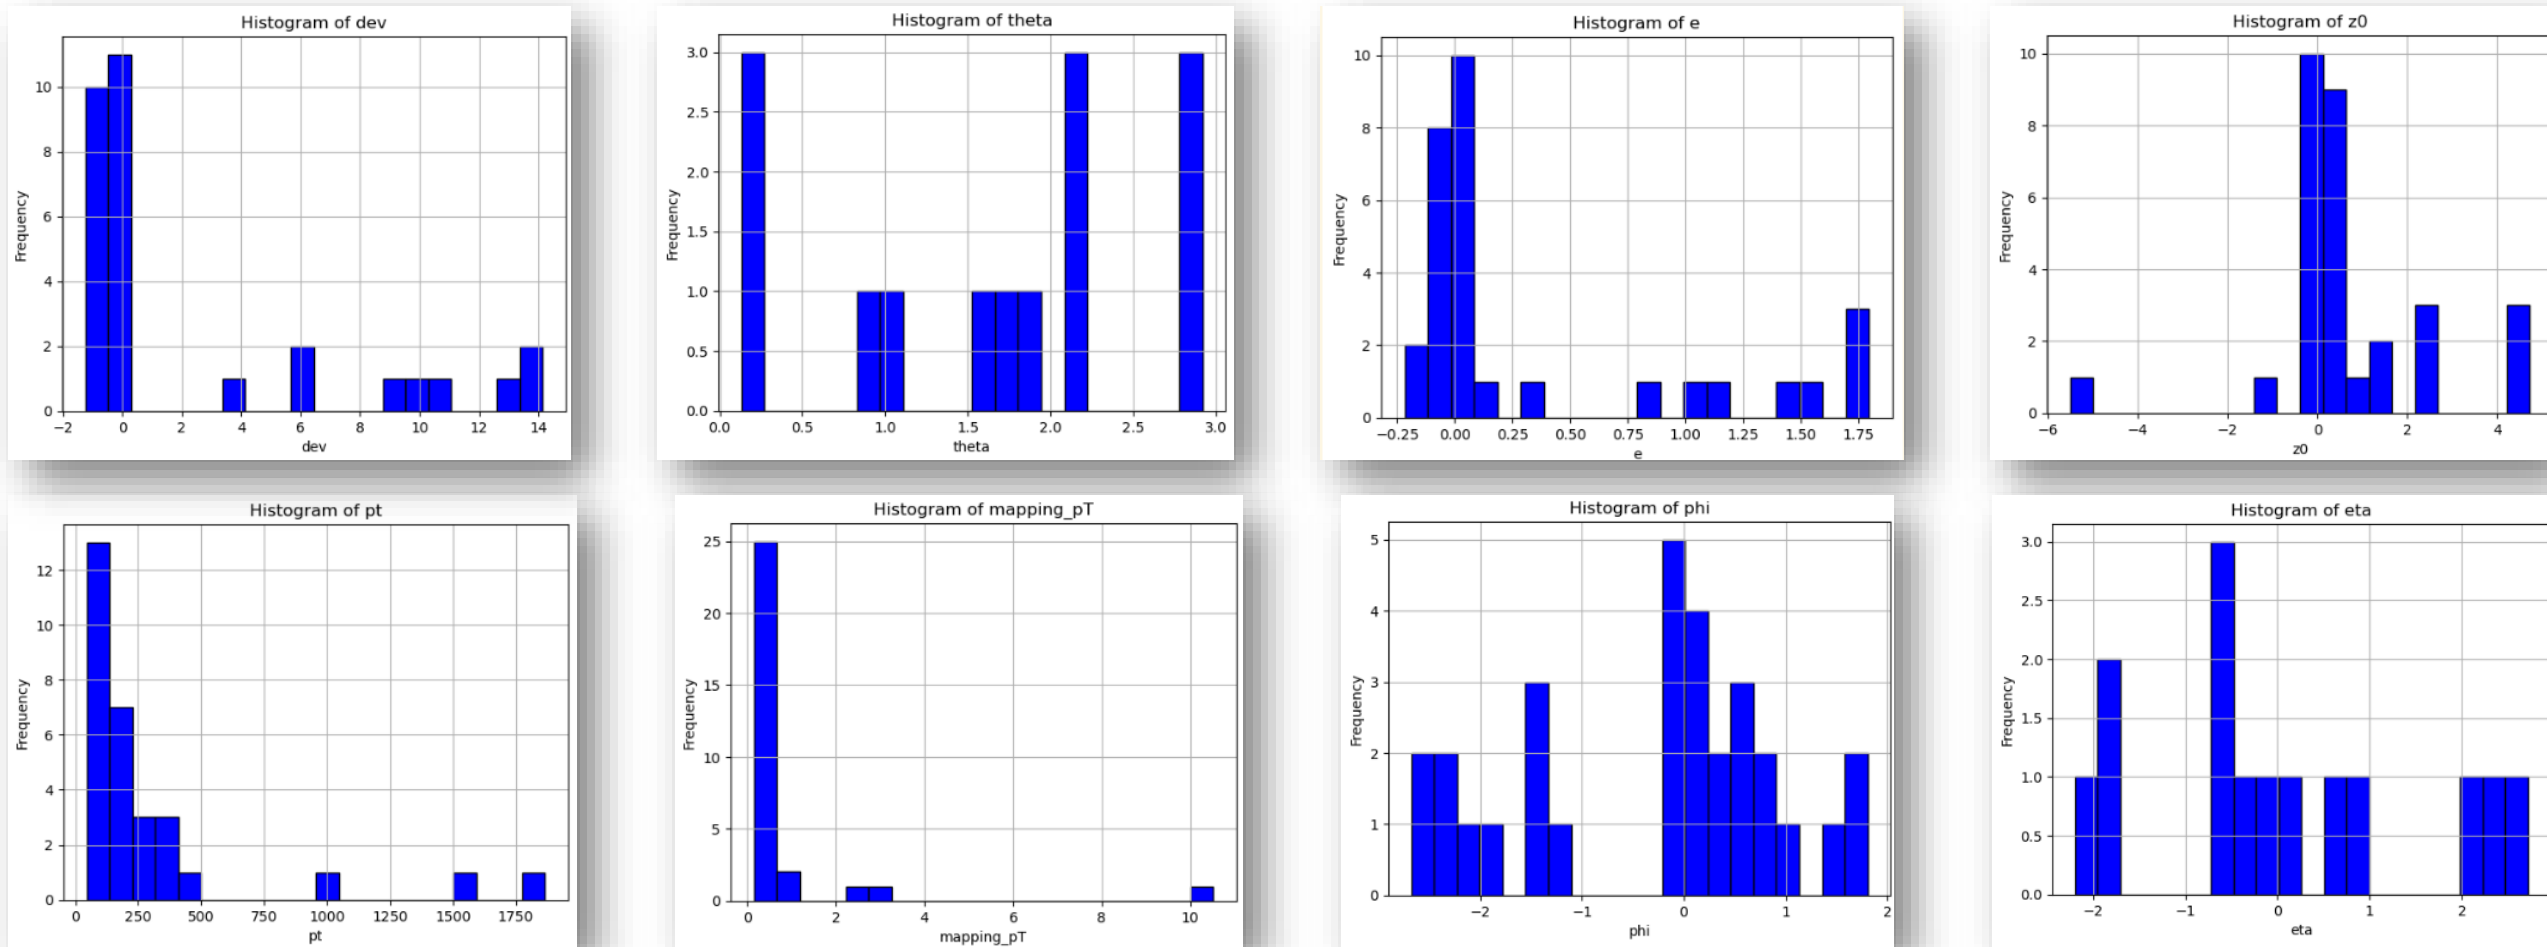 Histogram of dev
Frequency
10
8
6
4
2
0
−2 0 2 4 6 8 10 12 14
dev
Histogram of theta
Frequency
3.0
2.5
2.0
1.5
1.0
0.5
0.0
0.0 0.5 1.0 1.5 2.0 2.5 3.0
theta
Histogram of e
Frequency
10
8
6
4
2
0
−0.25 0.00 0.25 0.50 0.75 1.00 1.25 1.50 1.75
e
Histogram of z0
Frequency
10
8
6
4
2
0
−6 −4 −2 0 2 4
z0
Histogram of pt
Frequency
12
10
8
6
4
2
0
0 250 500 750 1000 1250 1500 1750
pt
Histogram of mapping_pT
Frequency
25
20
15
10
5
0
0 2 4 6 8 10
mapping_pT
Histogram of phi
Frequency
5
4
3
2
1
0
−2 −1 0 1 2
phi
Histogram of eta
Frequency
3.0
2.5
2.0
1.5
1.0
0.5
0.0
−2 −1 0 1 2
eta